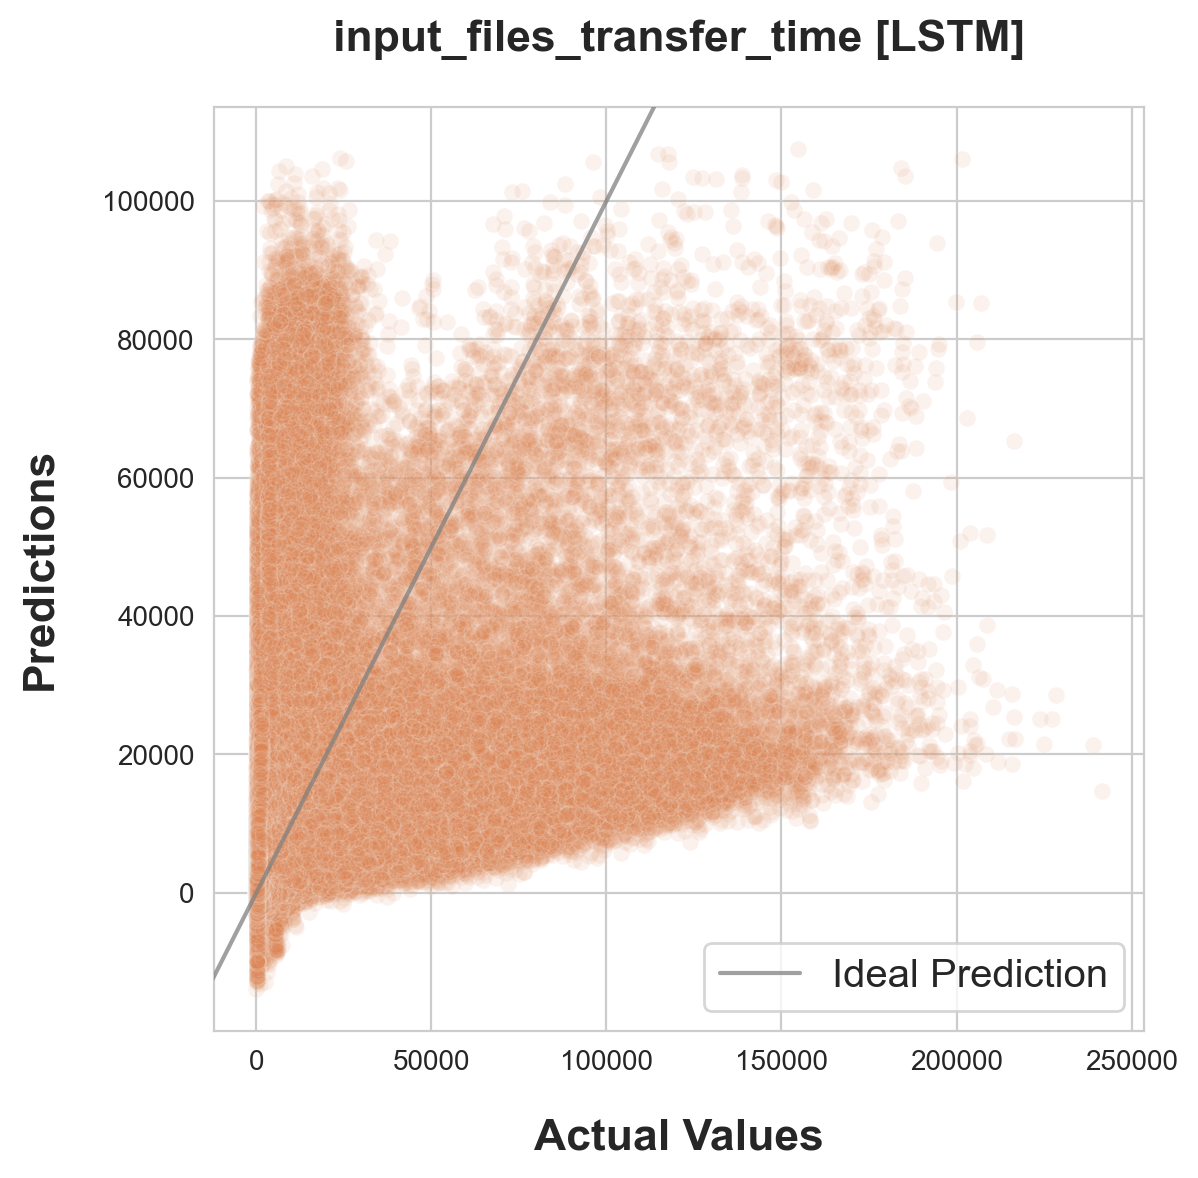 input_files_transfer_time [LSTM]
Predictions
100000
80000
60000
40000
20000
0
Ideal Prediction
0 50000 100000 150000 200000 250000
Actual Values